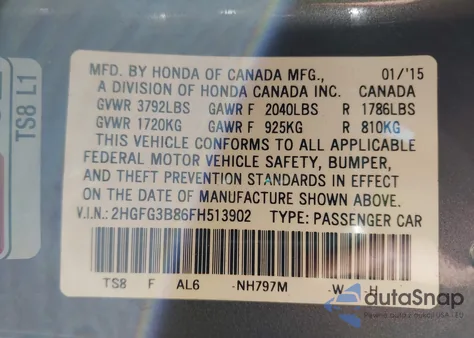 TS8 L1
MFD. BY HONDA OF CANADA MFG., 01/'15
A DIVISION OF HONDA CANADA INC. CANADA
GVWR 3792LBS GAWR F 2040LBS R 1786LBS
GVWR 1720KG GAWR F 925KG R 810KG
THIS VEHICLE CONFORMS TO ALL APPLICABLE
FEDERAL MOTOR VEHICLE SAFETY, BUMPER,
AND THEFT PREVENTION STANDARDS IN EFFECT
ON THE DATE OF MANUFACTURE SHOWN ABOVE.
V.I.N.: 2HGFG3B86FH513902 TYPE: PASSENGER CAR
TS8 F AL6 -NH797M -W -H
dutaSnap